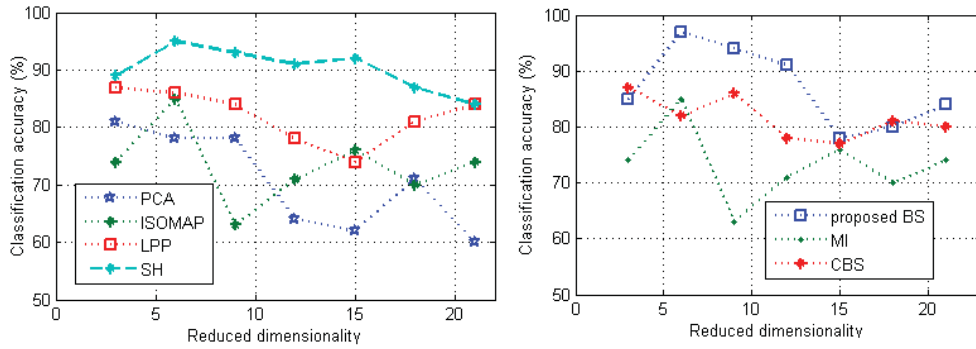 Classification accuracy (%)
100
90
80
70
60
50
0
5
10
15
20
Reduced dimensionality
PCA
ISOMAP
LPP
SH
Classification accuracy (%)
100
90
80
70
60
50
0
5
10
15
20
Reduced dimensionality
proposed BS
MI
CBS